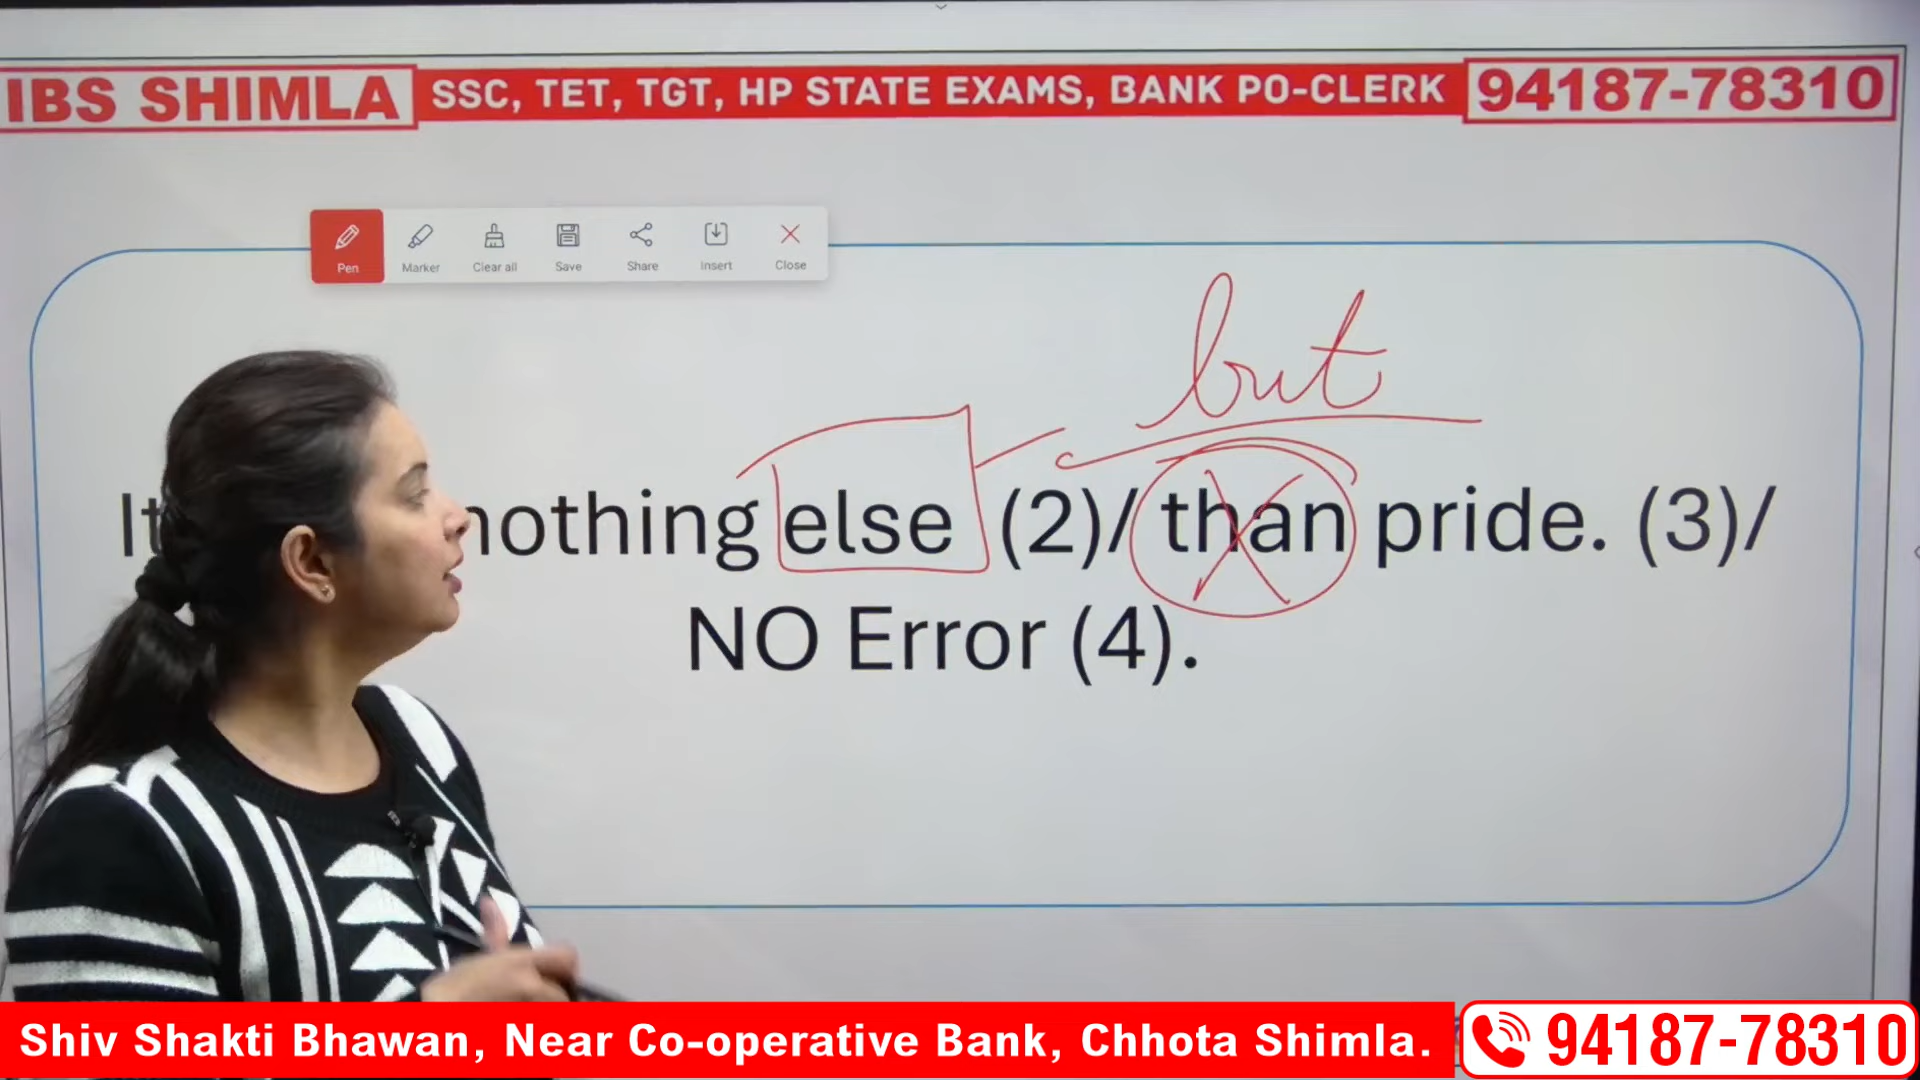 IBS SHIMLA SSC, TET, TGT, HP STATE EXAMS, BANK PO-CLERK 94187-78310
Pen Marker Clear all Save Share Insert Close
but
It nothing else (2)/ than pride. (3)/
NO Error (4).
Shiv Shakti Bhawan, Near Co-operative Bank, Chhota Shimla. 94187-78310